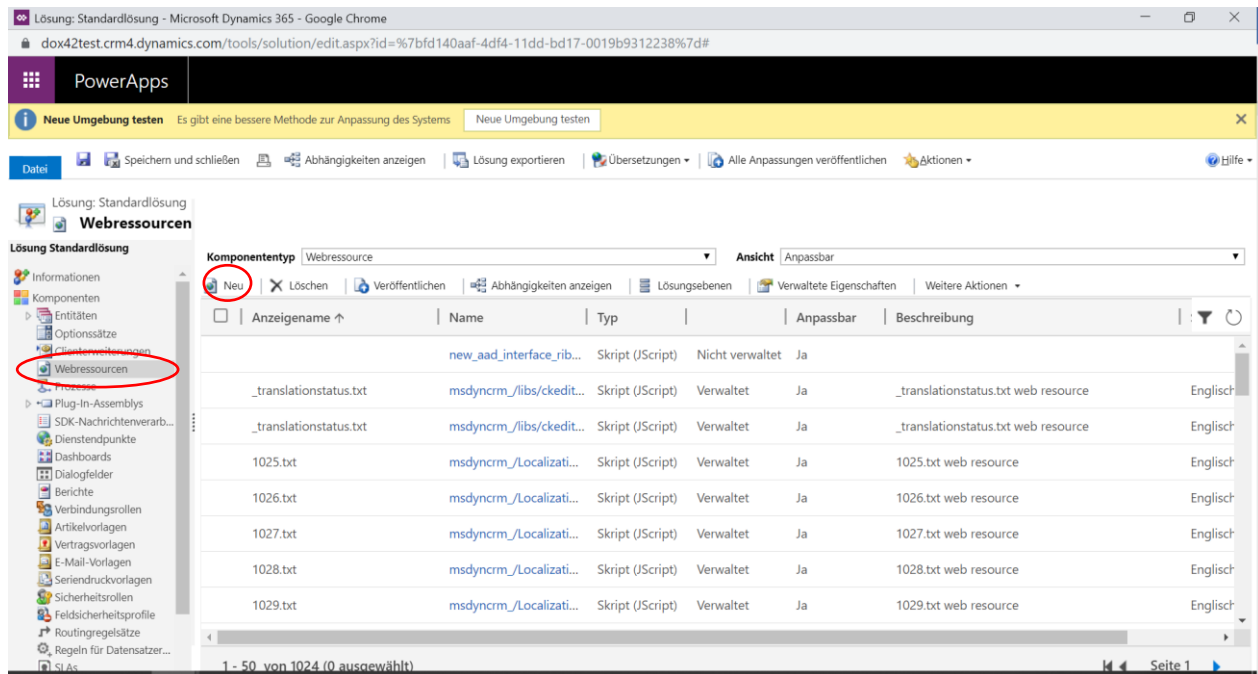 Lösung: Standardlösung - Microsoft Dynamics 365 - Google Chrome
dox42test.crm4.dynamics.com/tools/solution/edit.aspx?id=%7bfd140aaf-4df4-11dd-bd17-0019b9312238%7d#
PowerApps
Neue Umgebung testen Es gibt eine bessere Methode zur Anpassung des Systems Neue Umgebung testen
Datei Speichern und schließen Abhängigkeiten anzeigen Lösung exportieren Übersetzungen Alle Anpassungen veröffentlichen Aktionen Hilfe
Lösung: Standardlösung
Webressourcen
Lösung Standardlösung
Informationen
Komponenten
Entitäten
Optionssätze
Clienterweiterungen
Webressourcen
Prozesse
Plug-In-Assemblys
SDK-Nachrichtenverarb...
Dienstendpunkte
Dashboards
Dialogfelder
Berichte
Verbindungsrollen
Artikelvorlagen
Vertragsvorlagen
E-Mail-Vorlagen
Seriendruckvorlagen
Sicherheitsrollen
Feldsicherheitsprofile
Routingregelsätze
Regeln für Datensatzer...
SLAs
Komponententyp Webressource Ansicht Anpassbar
Neu Löschen Veröffentlichen Abhängigkeiten anzeigen Lösungsebenen Verwaltete Eigenschaften Weitere Aktionen
Anzeigename ↑ Name Typ Anpassbar Beschreibung
new_aad_interface_rib... Skript (JScript) Nicht verwaltet Ja
_translationstatus.txt msdyncrm_/libs/ckedit... Skript (JScript) Verwaltet Ja _translationstatus.txt web resource Englisch
_translationstatus.txt msdyncrm_/libs/ckedit... Skript (JScript) Verwaltet Ja _translationstatus.txt web resource Englisch
1025.txt msdyncrm_/Localizati... Skript (JScript) Verwaltet Ja 1025.txt web resource Englisch
1026.txt msdyncrm_/Localizati... Skript (JScript) Verwaltet Ja 1026.txt web resource Englisch
1027.txt msdyncrm_/Localizati... Skript (JScript) Verwaltet Ja 1027.txt web resource Englisch
1028.txt msdyncrm_/Localizati... Skript (JScript) Verwaltet Ja 1028.txt web resource Englisch
1029.txt msdyncrm_/Localizati... Skript (JScript) Verwaltet Ja 1029.txt web resource Englisch
1 - 50 von 1024 (0 ausgewählt) Seite 1